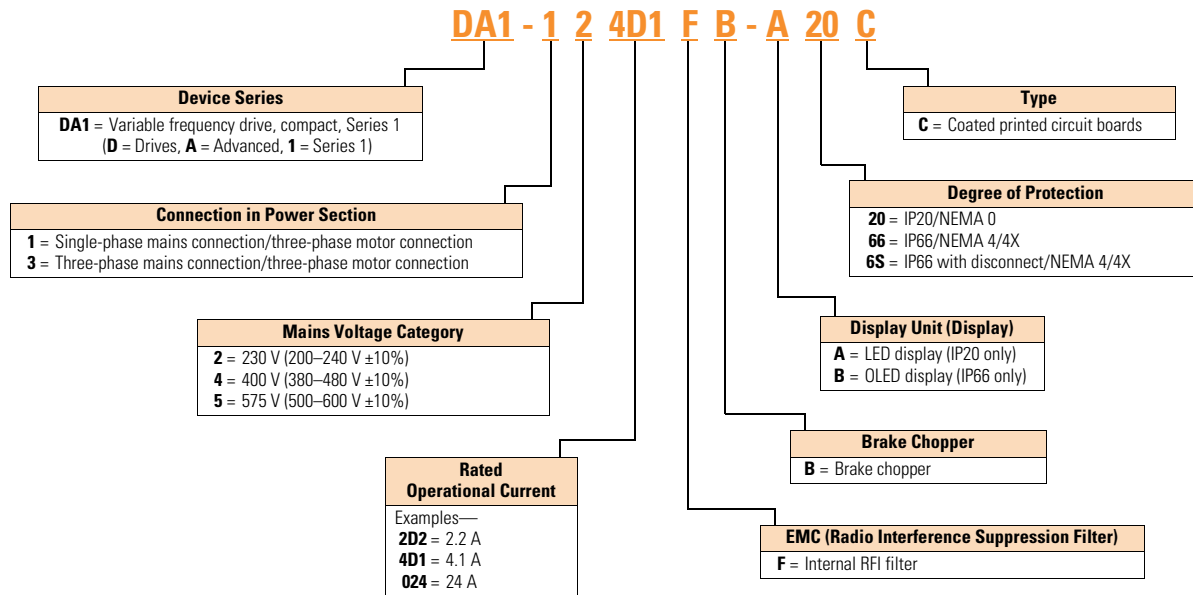 DA1 - 1 2 4D1 F B - A 20 C
Device Series
DA1 = Variable frequency drive, compact, Series 1
(D = Drives, A = Advanced, 1 = Series 1)
Connection in Power Section
1 = Single-phase mains connection/three-phase motor connection
3 = Three-phase mains connection/three-phase motor connection
Mains Voltage Category
2 = 230 V (200–240 V ±10%)
4 = 400 V (380–480 V ±10%)
5 = 575 V (500–600 V ±10%)
Rated
Operational Current
Examples—
2D2 = 2.2 A
4D1 = 4.1 A
024 = 24 A
Type
C = Coated printed circuit boards
Degree of Protection
20 = IP20/NEMA 0
66 = IP66/NEMA 4/4X
6S = IP66 with disconnect/NEMA 4/4X
Display Unit (Display)
A = LED display (IP20 only)
B = OLED display (IP66 only)
Brake Chopper
B = Brake chopper
EMC (Radio Interference Suppression Filter)
F = Internal RFI filter